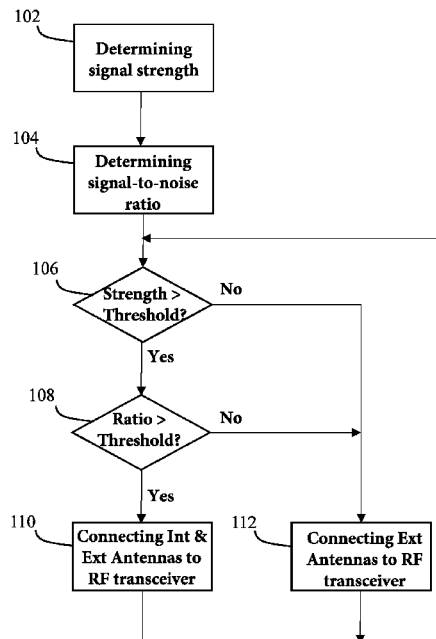 102
Determining
signal strength
104
Determining
signal-to-noise
ratio
106
Strength >
Threshold?
No
Yes
108
Ratio >
Threshold?
No
Yes
110
Connecting Int &
Ext Antennas to
RF transceiver
112
Connecting Ext
Antennas to RF
transceiver